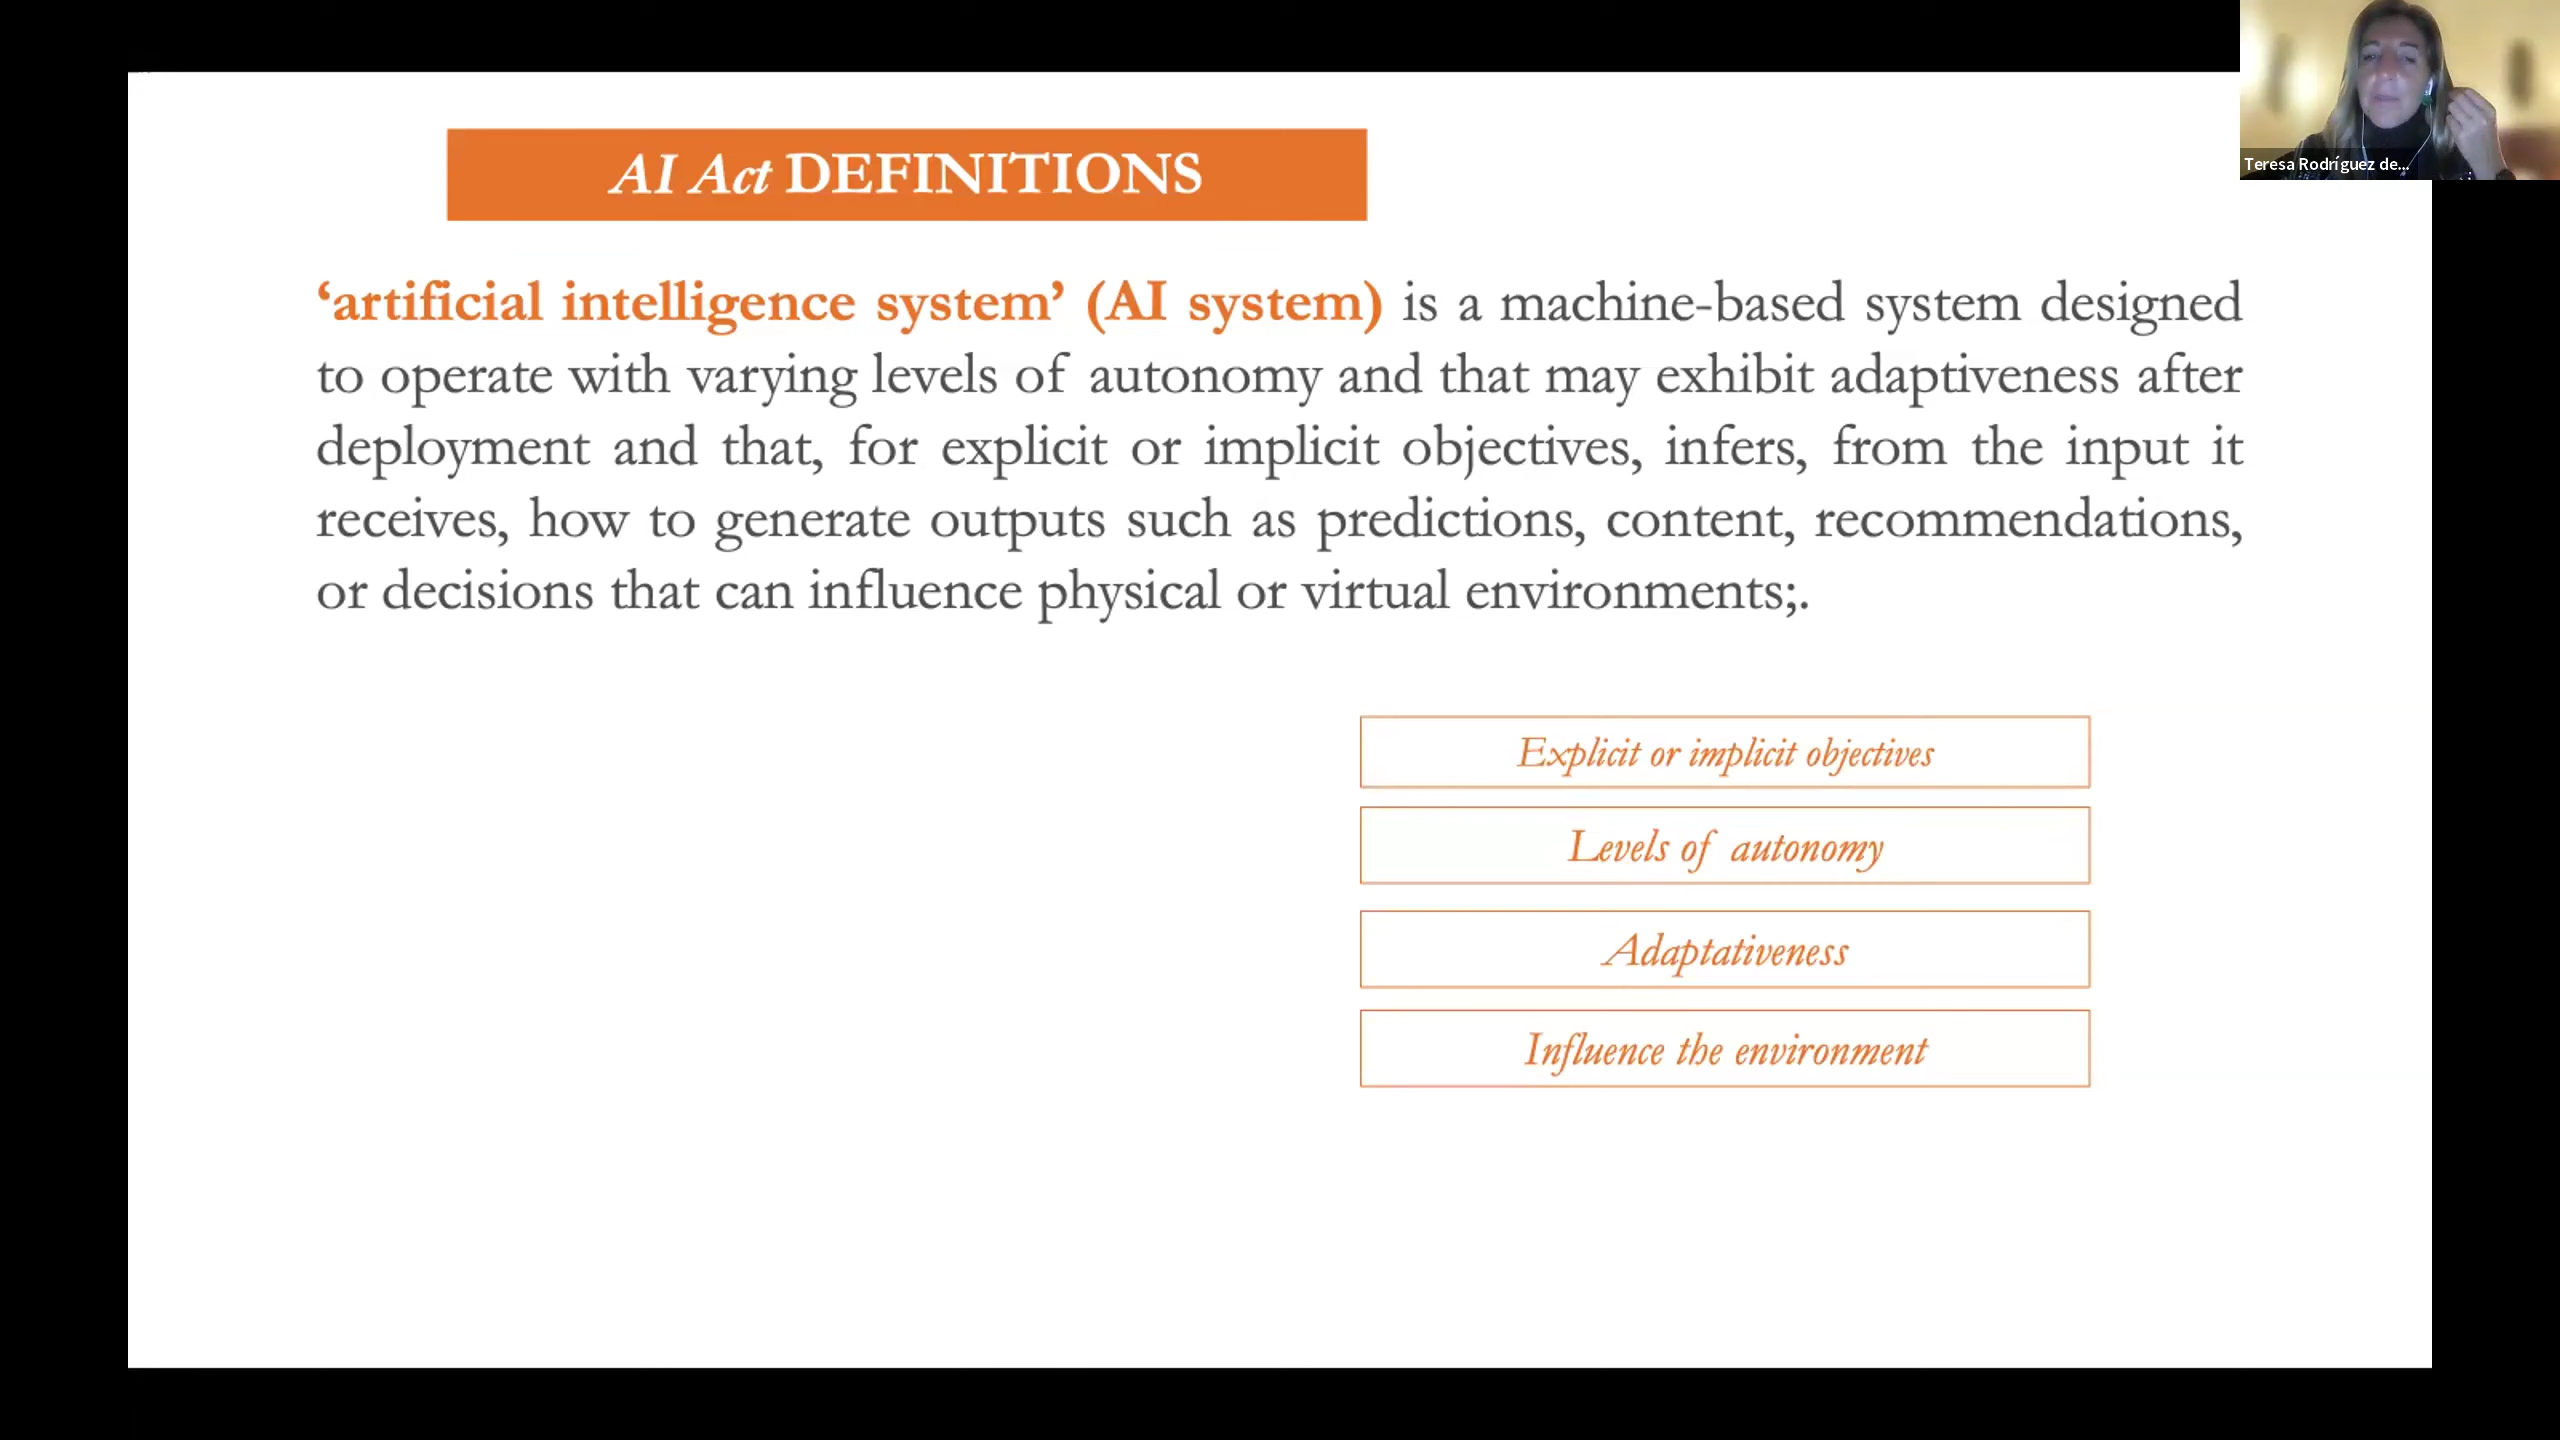 Teresa Rodríguez de...
AI Act DEFINITIONS
‘artificial intelligence system’ (AI system) is a machine-based system designed
to operate with varying levels of autonomy and that may exhibit adaptiveness after
deployment and that, for explicit or implicit objectives, infers, from the input it
receives, how to generate outputs such as predictions, content, recommendations,
or decisions that can influence physical or virtual environments;.
Explicit or implicit objectives
Levels of autonomy
Adaptativeness
Influence the environment